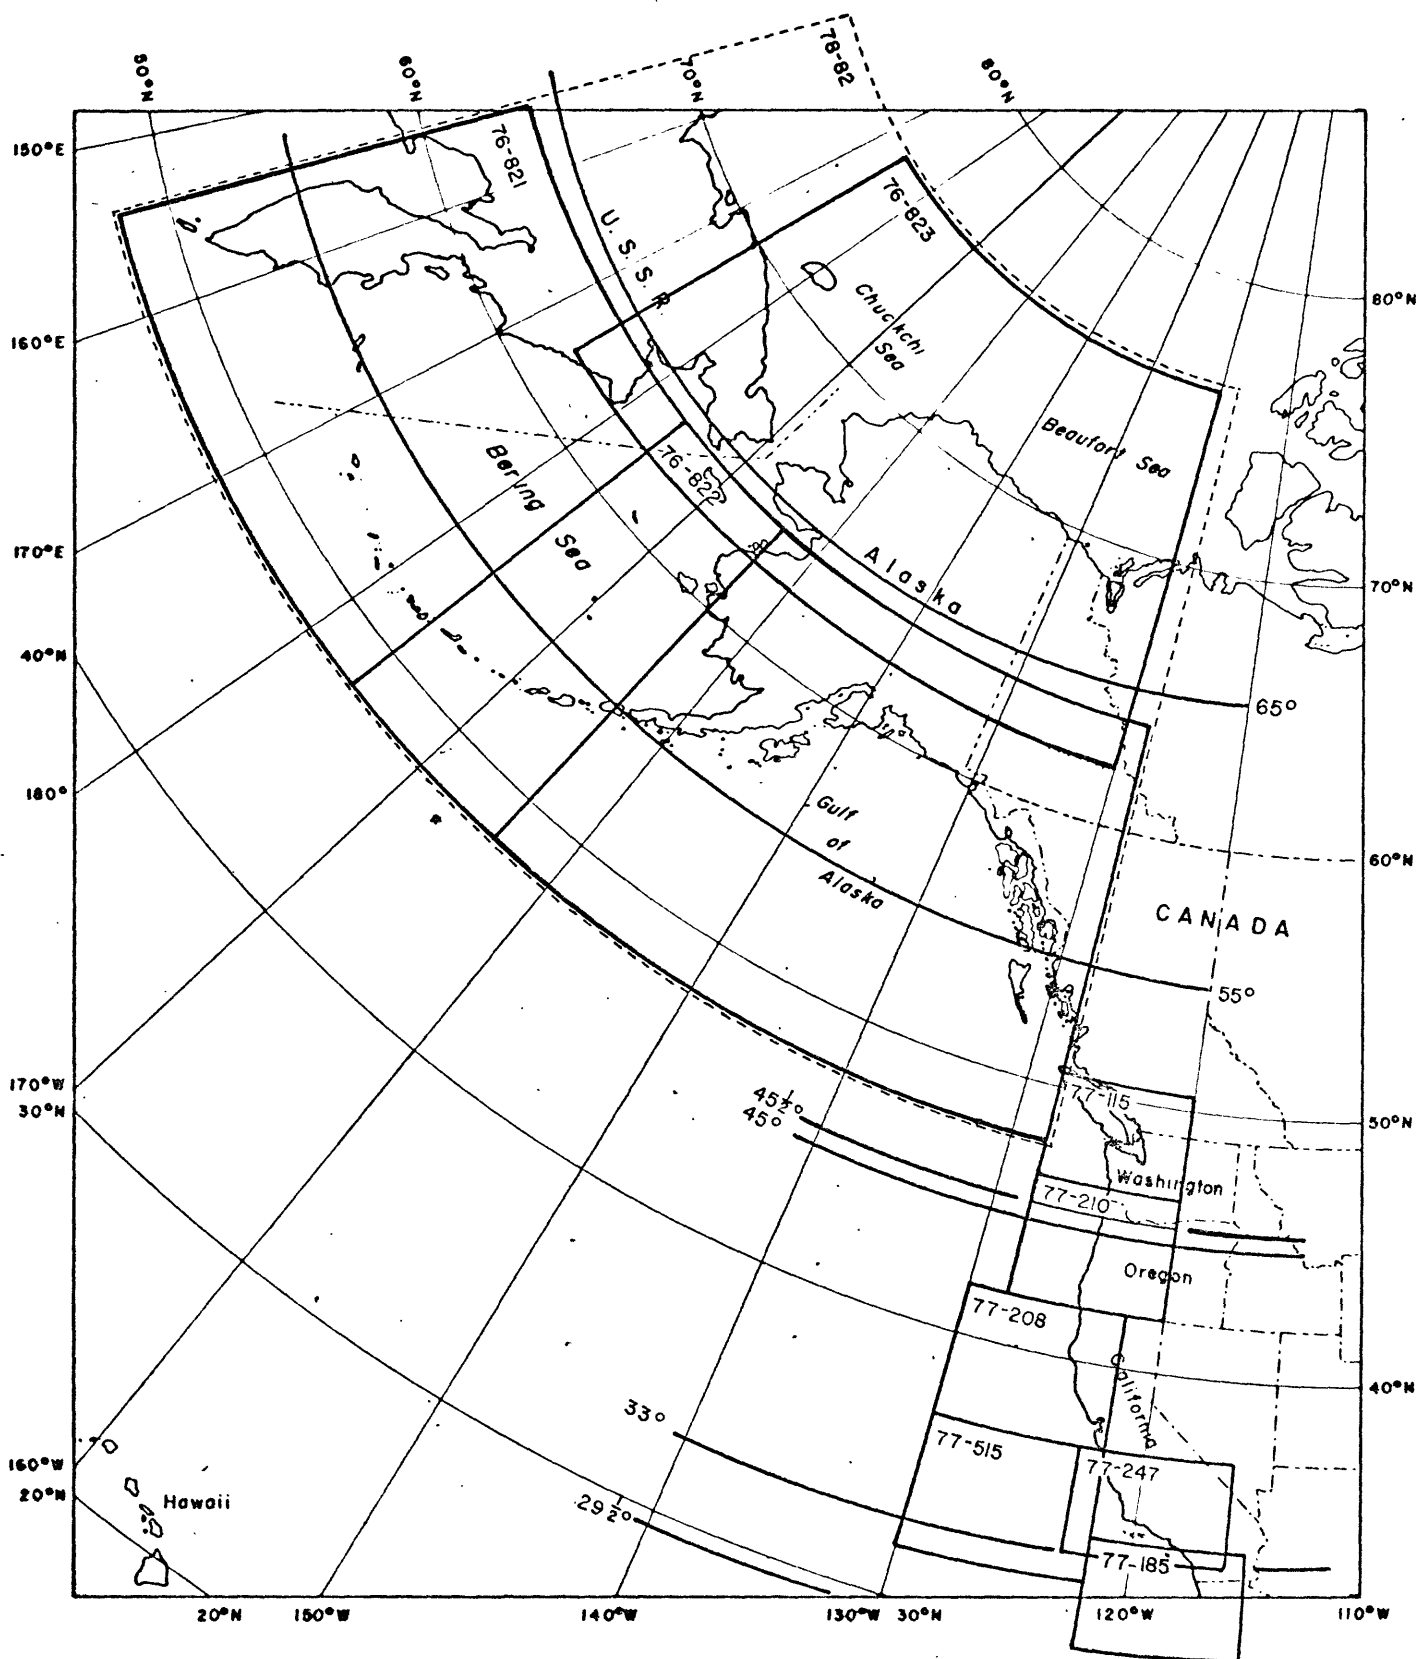 50°N
60°N
70°N
78-82
80°N
150°E
76-821
76-823
U.S.S.R.
80°N
160°E
Chuckchi
Sea
Beaufort Sea
Bering
Sea
76-822
170°E
Alaska
70°N
40°N
65°
180°
Gulf
of
Alaska
60°N
CANADA
55°
170°W
30°N
45½°
45°
77-115
50°N
Washington
77-210
Oregon
77-208
California
40°N
33°
77-515
77-247
160°W
20°N
Hawaii
29½°
77-185
20°N
150°W
140°W
130°W
30°N
120°W
110°W